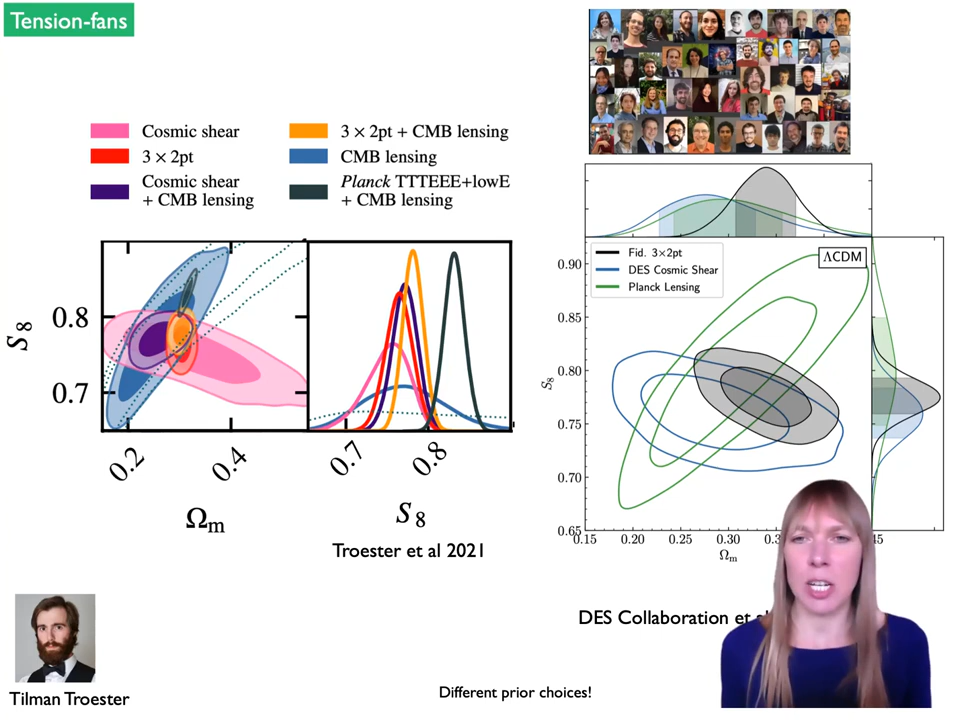 Tension-fans
Cosmic shear
3 × 2pt
Cosmic shear
+ CMB lensing
3 × 2pt + CMB lensing
CMB lensing
Planck TTTEEE+lowE
+ CMB lensing
S8
0.8
0.7
0.2
0.4
Ωm
0.7
0.8
S8
Troester et al 2021
Fid. 3×2pt
DES Cosmic Shear
Planck Lensing
ΛCDM
S8
0.90
0.85
0.80
0.75
0.70
0.65
0.15
0.20
0.25
0.30
Ωm
DES Collaboration et
Tilman Troester
Different prior choices!